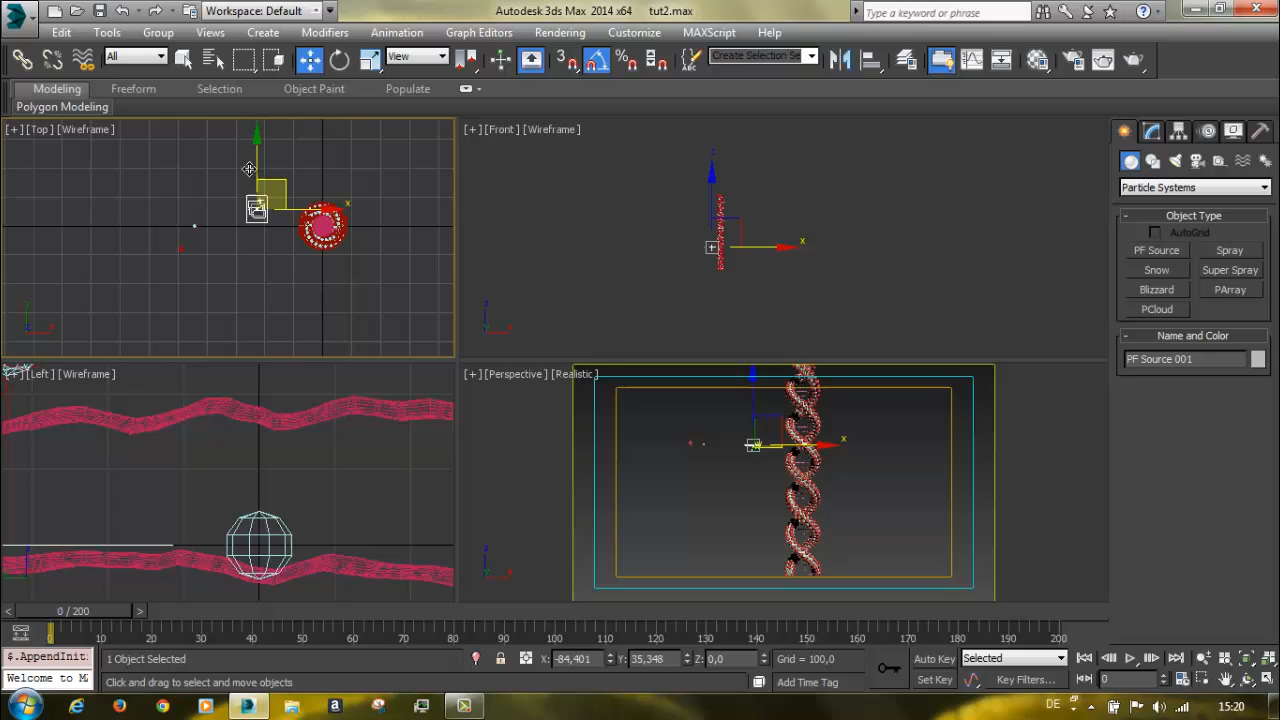 Workspace: Default
Autodesk 3ds Max 2014 x64
tut2.max
Type a keyword or phrase
Edit Tools Group Views Create Modifiers Animation Graph Editors Rendering Customize MAXScript Help
All
View
3
Create Selection Se
Modeling Freeform Selection Object Paint Populate
Polygon Modeling
[+] [Top] [Wireframe]
[+] [Front] [Wireframe]
Particle Systems
Object Type
AutoGrid
PF Source Spray
Snow Super Spray
Blizzard PArray
PCloud
Name and Color
PF Source 001
[+] [Left] [Wireframe]
[+] [Perspective] [Realistic]
0 / 200
0 10 20 30 40 50 60 70 80 90 100 110 120 130 140 150 160 170 180 190 200
$.AppendInit
Welcome to M
1 Object Selected
X: -84,401 Y: 35,348 Z: 0,0
Grid = 100,0
Auto Key Selected
Click and drag to select and move objects
Add Time Tag
Set Key Key Filters...
0
DE
15:20